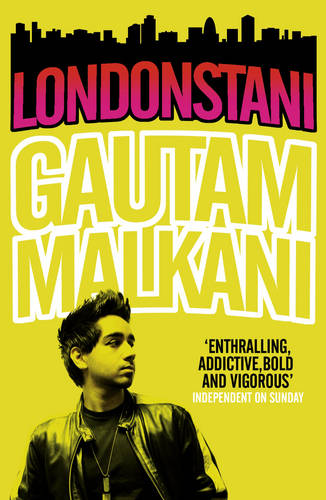 LONDONSTANI
GAUTAM
MALKANI
'ENTHRALLING,
ADDICTIVE,BOLD
AND VIGOROUS'
INDEPENDENT ON SUNDAY